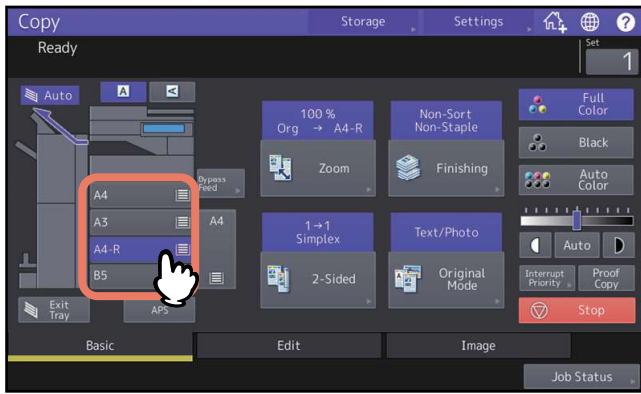 Copy
Storage
Settings
?
Ready
Set
1
Auto
A
A
100 %
Org → A4-R
Non-Sort
Non-Staple
Full
Color
Zoom
Finishing
Black
Auto
Color
Bypass
Feed
A4
A3
A4-R
B5
A4
1→1
Simplex
Text/Photo
2-Sided
Original
Mode
Auto
Interrupt
Priority
Proof
Copy
Exit
Tray
APS
Stop
Basic
Edit
Image
Job Status